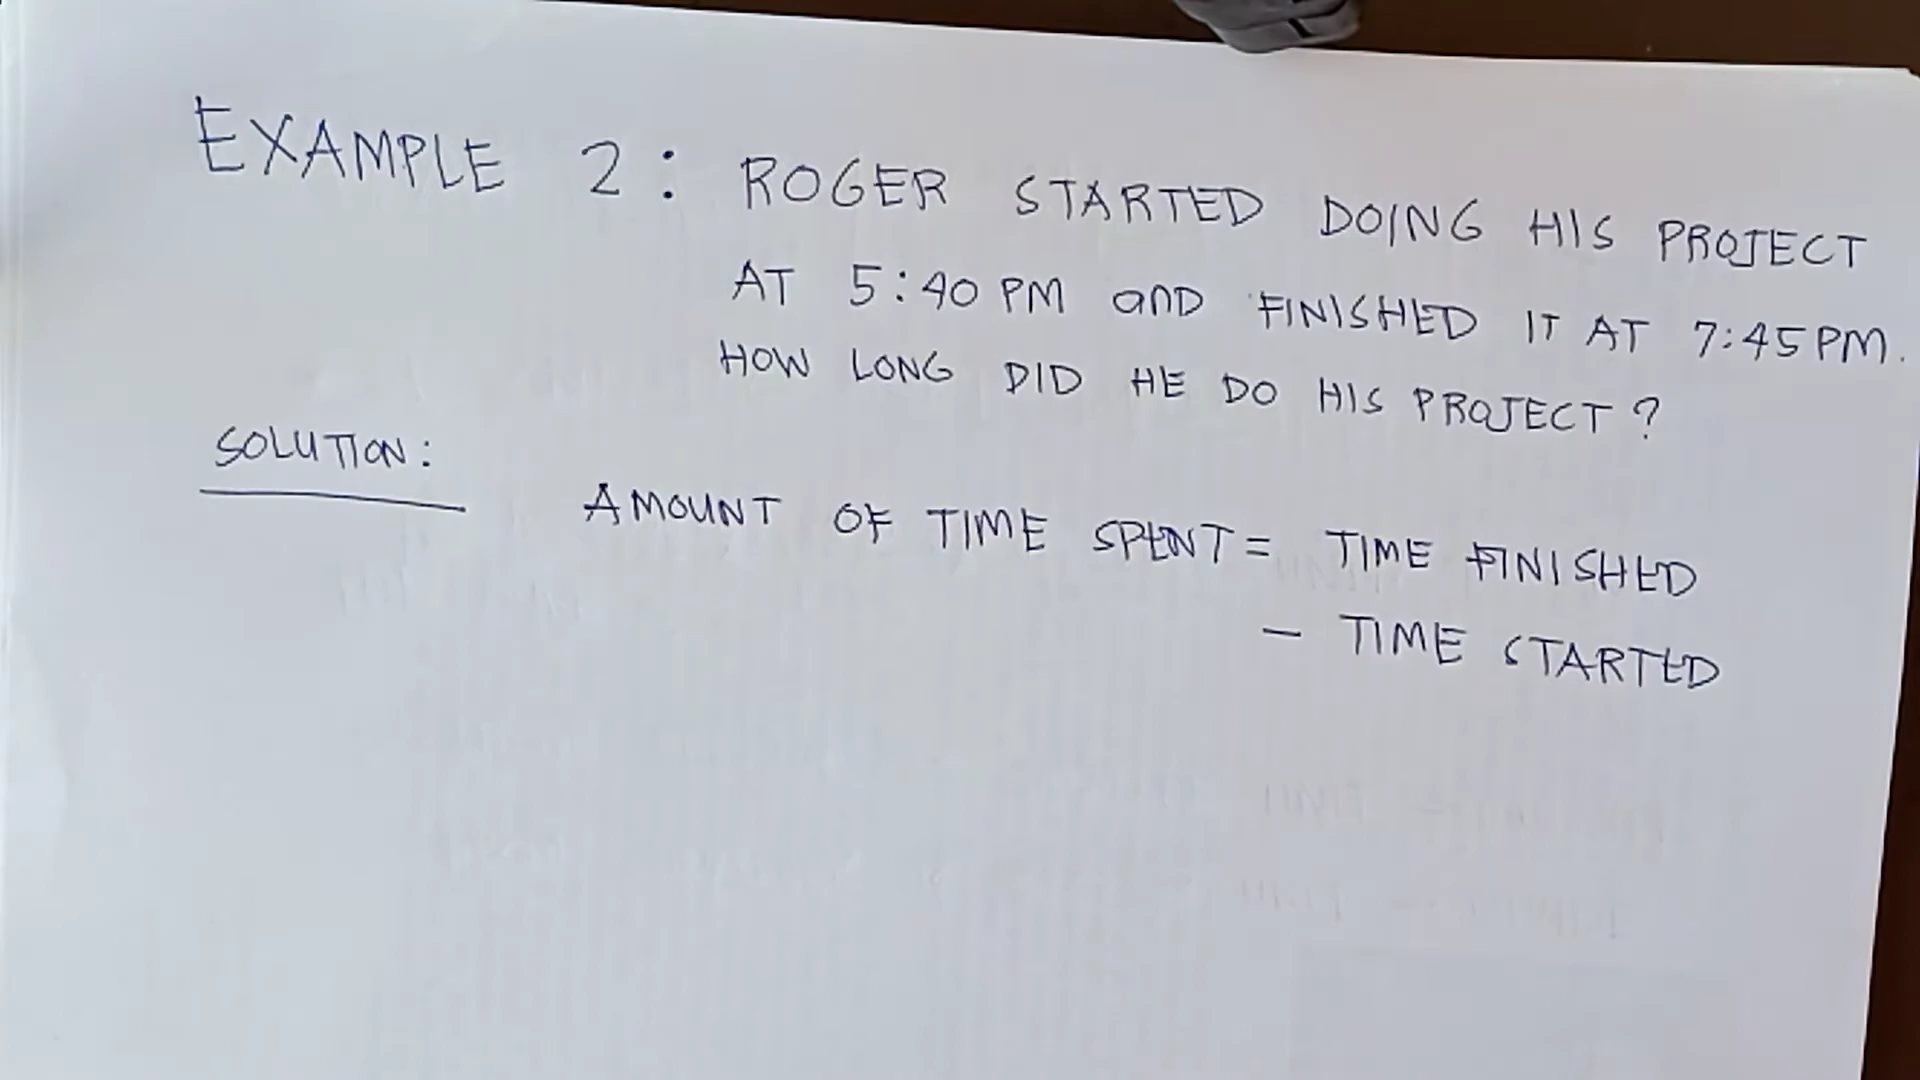 EXAMPLE 2: ROGER STARTED DOING HIS PROJECT
AT 5:40 PM and FINISHED IT AT 7:45 PM.
HOW LONG DID HE DO HIS PROJECT?
SOLUTION:
AMOUNT OF TIME SPENT = TIME FINISHED
- TIME STARTED